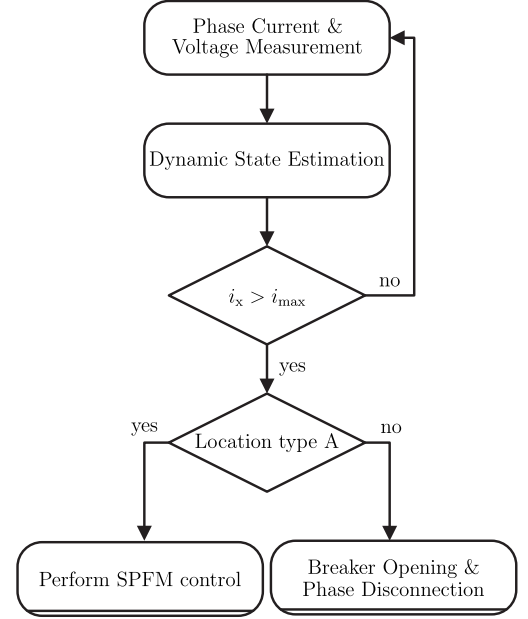 Phase Current &
Voltage Measurement
Dynamic State Estimation
no
iₓ > iₘₐₓ
yes
yes
Location type A
no
Perform SPFM control
Breaker Opening &
Phase Disconnection